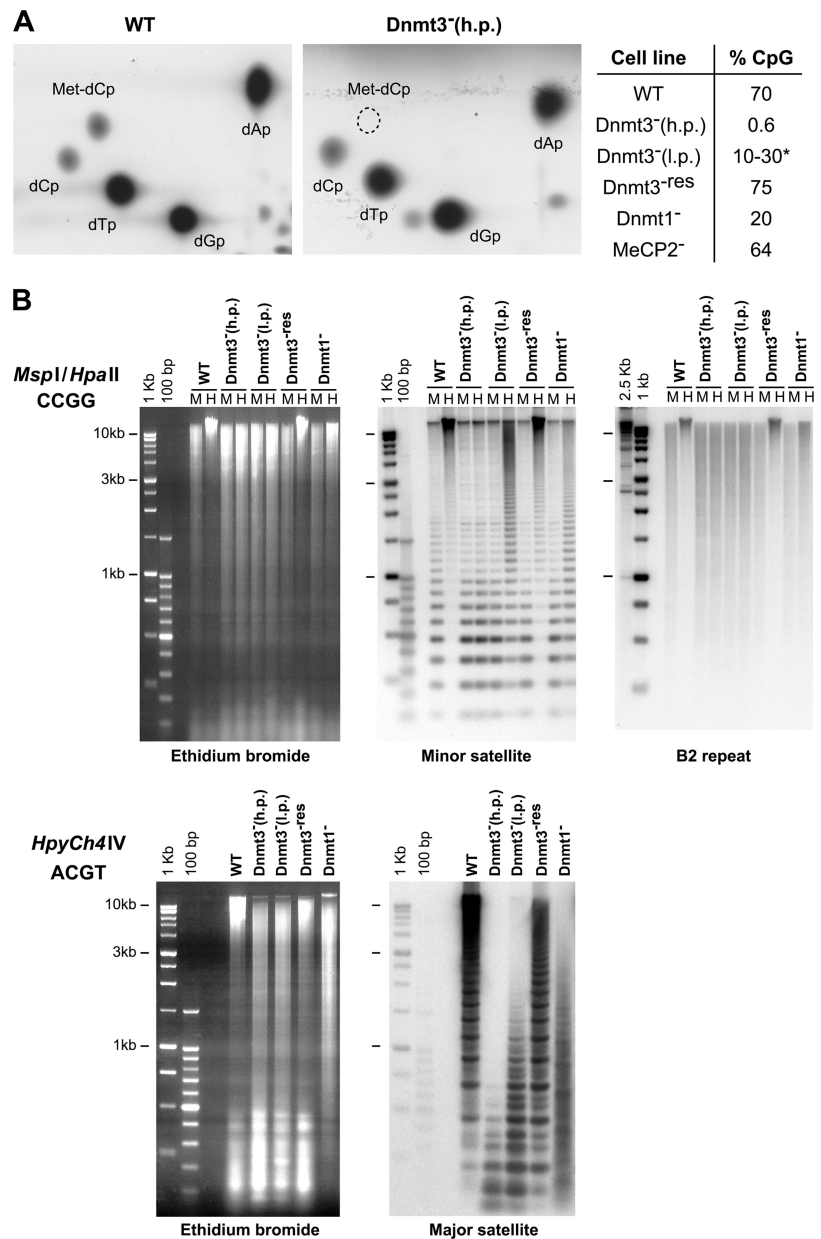 A
WT
Dnmt3-(h.p.)
Met-dCp
dAp
dCp
dTp
dGp
Met-dCp
dAp
dCp
dTp
dGp
Cell line % CpG
WT 70
Dnmt3-(h.p.) 0.6
Dnmt3-(l.p.) 10-30*
Dnmt3-res 75
Dnmt1- 20
MeCP2- 64
B
MspI/HpaII
CCGG
1 Kb
100 bp
WT
Dnmt3-(h.p.)
Dnmt3-(l.p.)
Dnmt3-res
Dnmt1-
M H M H M H M H M H
10kb
3kb
1kb
Ethidium bromide
1 Kb
100 bp
WT
Dnmt3-(h.p.)
Dnmt3-(l.p.)
Dnmt3-res
Dnmt1-
M H M H M H M H M H
Minor satellite
2.5 Kb
1 kb
WT
Dnmt3-(h.p.)
Dnmt3-(l.p.)
Dnmt3-res
Dnmt1-
M H M H M H M H M H
B2 repeat
HpyCh4IV
ACGT
1 Kb
100 bp
WT
Dnmt3-(h.p.)
Dnmt3-(l.p.)
Dnmt3-res
Dnmt1-
10kb
3kb
1kb
Ethidium bromide
1 Kb
100 bp
WT
Dnmt3-(h.p.)
Dnmt3-(l.p.)
Dnmt3-res
Dnmt1-
Major satellite